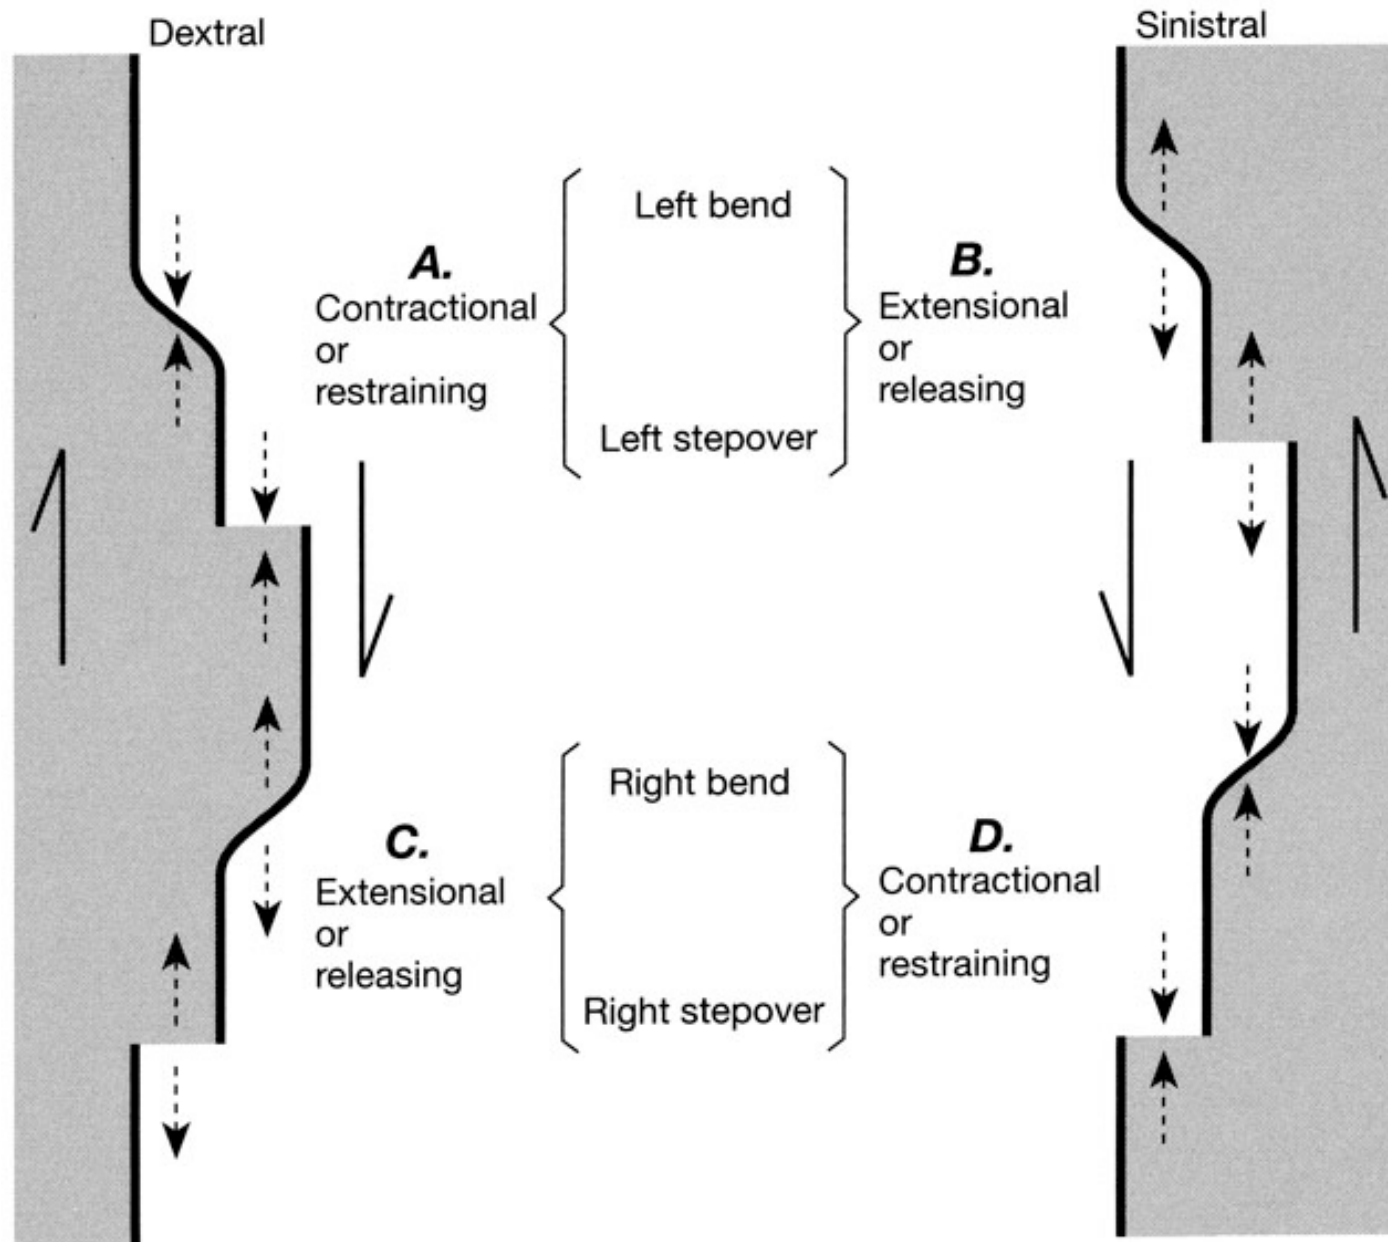 Dextral
Sinistral
A.
Contractional
or
restraining
Left bend
Left stepover
B.
Extensional
or
releasing
C.
Extensional
or
releasing
Right bend
Right stepover
D.
Contractional
or
restraining